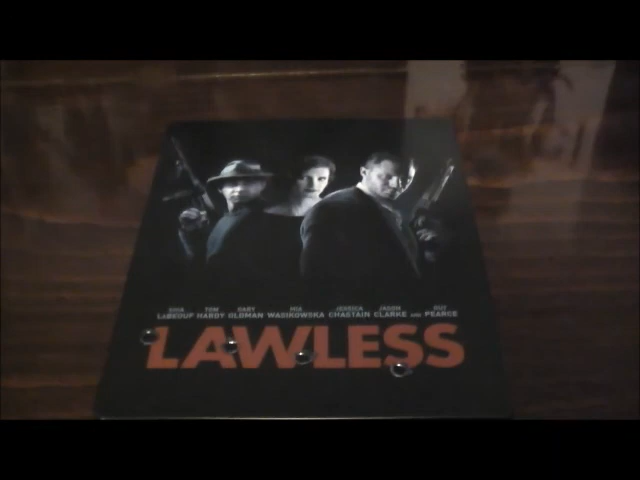 SHIA TOM GARY MIA JESSICA JASON GUY
LaBEOUF HARDY OLDMAN WASIKOWSKA CHASTAIN CLARKE AND PEARCE
LAWLESS